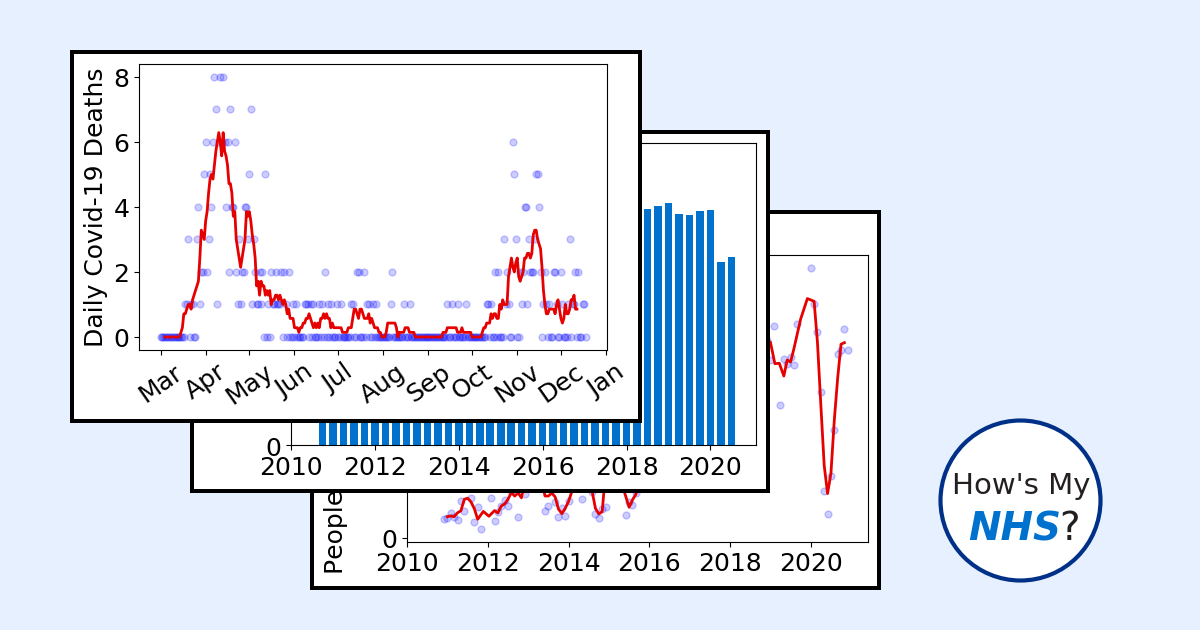 Daily Covid-19 Deaths
8
6
4
2
0
Mar Apr May Jun Jul Aug Sep Oct Nov Dec Jan
0
2010 2012 2014 2016 2018 2020
People
0
2010 2012 2014 2016 2018 2020
How's My
NHS?